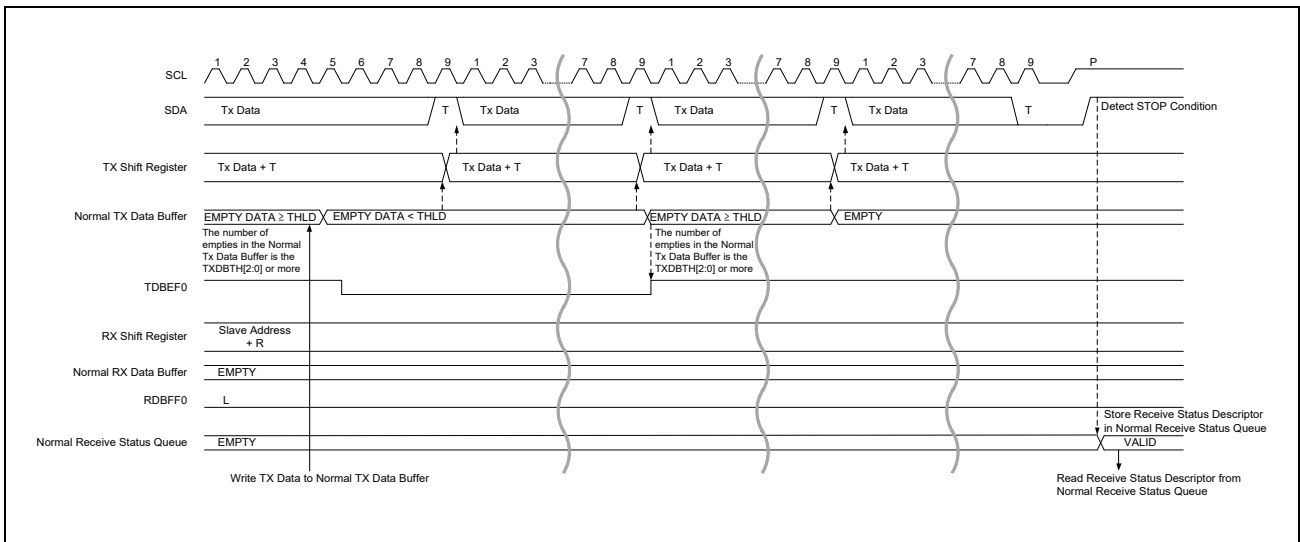 1 2 3 4 5 6 7 8 9 1 2 3 7 8 9 1 2 3 7 8 9 1 2 3 7 8 9 P
SCL
SDA Tx Data T Tx Data T Tx Data T Tx Data T Detect STOP Condition
TX Shift Register Tx Data + T Tx Data + T Tx Data + T Tx Data + T
Normal TX Data Buffer EMPTY DATA ≥ THLD EMPTY DATA < THLD EMPTY DATA ≥ THLD EMPTY
The number of
empties in the Normal
Tx Data Buffer is the
TXDBTH[2:0] or more
The number of
empties in the Normal
Tx Data Buffer is the
TXDBTH[2:0] or more
TDBEF0
RX Shift Register Slave Address
+ R
Normal RX Data Buffer EMPTY
RDBFF0 L
Store Receive Status Descriptor
in Normal Receive Status Queue
Normal Receive Status Queue EMPTY VALID
Write TX Data to Normal TX Data Buffer
Read Receive Status Descriptor from
Normal Receive Status Queue